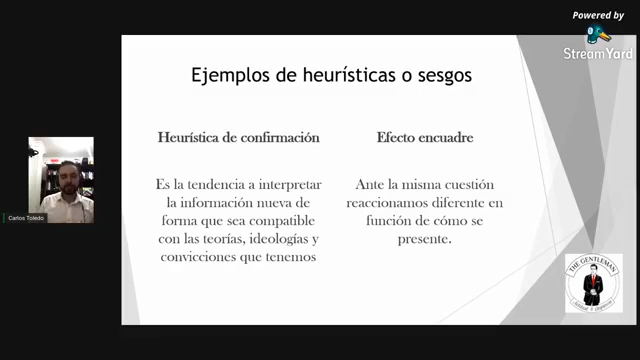 Powered by
StreamYard
Ejemplos de heurísticas o sesgos
Heurística de confirmación
Es la tendencia a interpretar
la información nueva de
forma que sea compatible
con las teorías, ideologías y
convicciones que tenemos
Efecto encuadre
Ante la misma cuestión
reaccionamos diferente en
función de cómo se
presente.
Carlos Toledo
THE GENTLEMAN